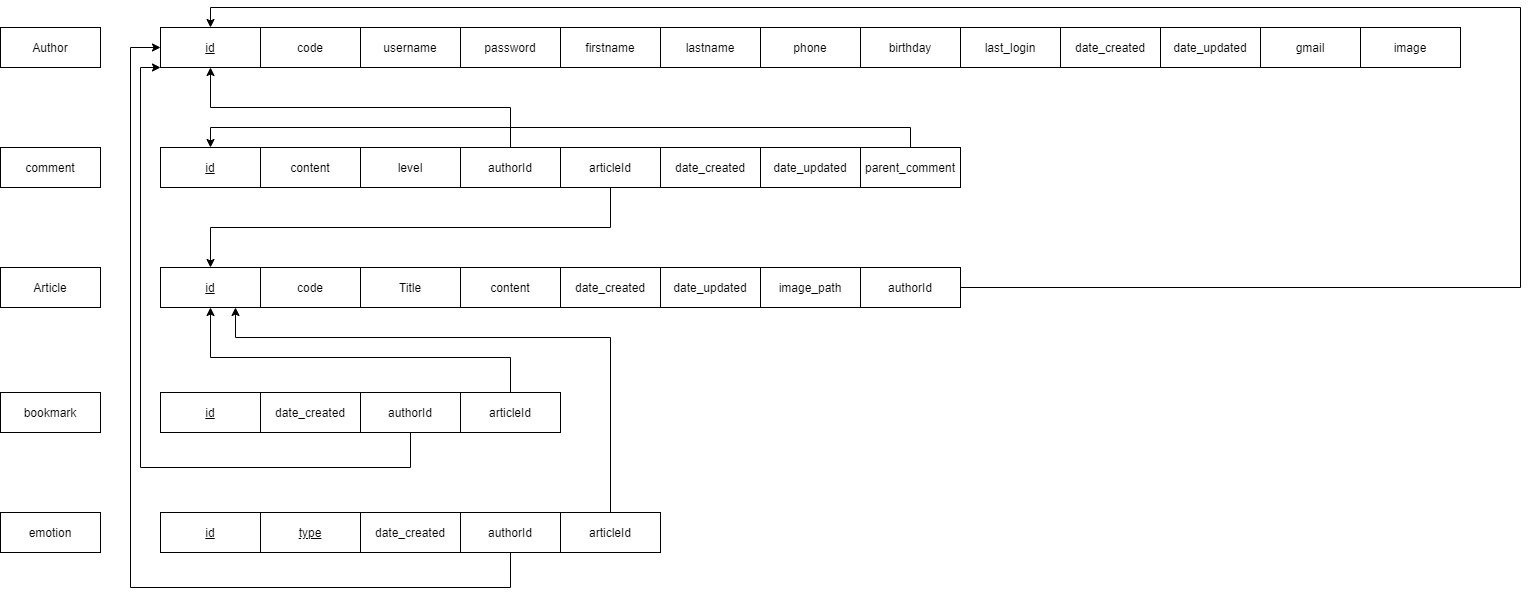 Author id code username password firstname lastname phone birthday last_login date_created date_updated gmail image
comment id content level authorId articleId date_created date_updated parent_comment
Article id code Title content date_created date_updated image_path authorId
bookmark id date_created authorId articleId
emotion id type date_created authorId articleId